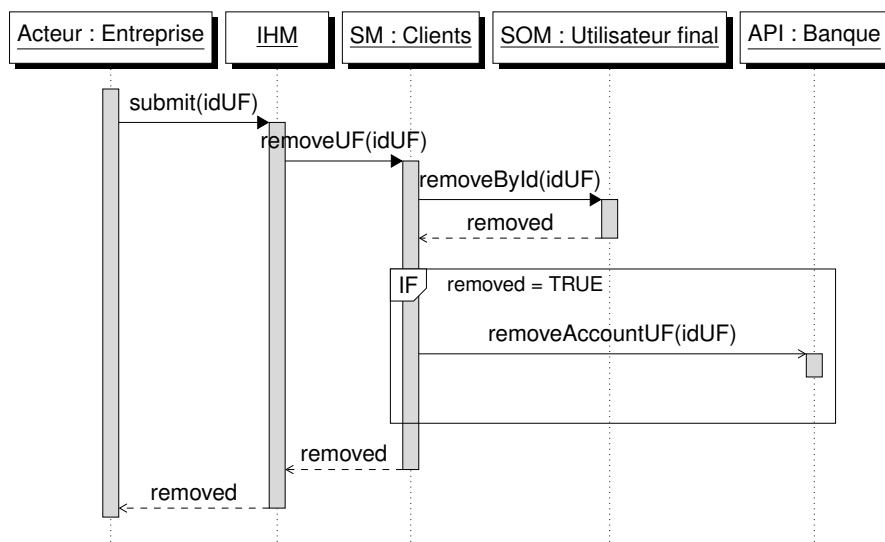 Acteur : Entreprise
IHM
SM : Clients
SOM : Utilisateur final
API : Banque
submit(idUF)
removeUF(idUF)
removeById(idUF)
removed
IF
removed = TRUE
removeAccountUF(idUF)
removed
removed